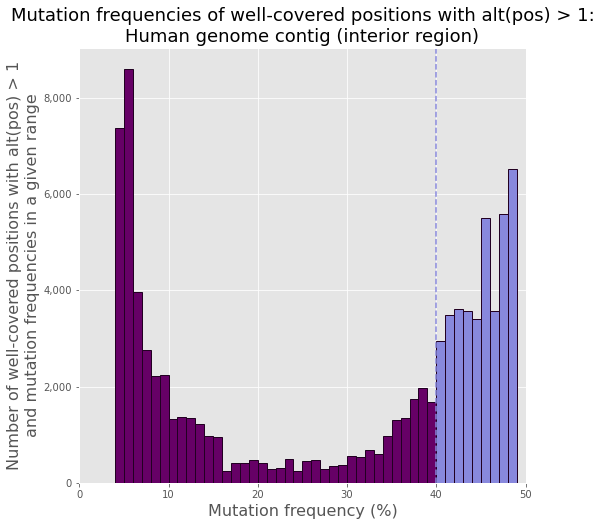 Mutation frequencies of well-covered positions with alt(pos) > 1:
Human genome contig (interior region)
Number of well-covered positions with alt(pos) > 1
and mutation frequencies in a given range
8,000
6,000
4,000
2,000
0
0 10 20 30 40 50
Mutation frequency (%)